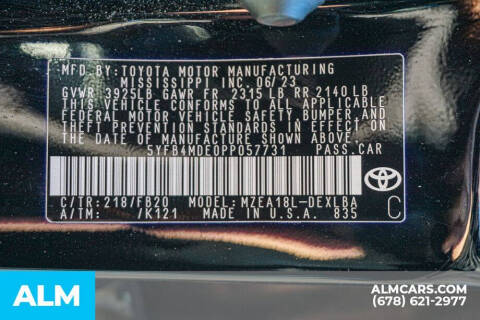 MFD. BY: TOYOTA MOTOR MANUFACTURING
MISSISSIPPI, INC. 06/23
GVWR 3925LB GAWR FR 2315LB RR 2140LB
THIS VEHICLE CONFORMS TO ALL APPLICABLE
FEDERAL MOTOR VEHICLE SAFETY, BUMPER, AND
THEFT PREVENTION STANDARDS IN EFFECT ON
THE DATE OF MANUFACTURE SHOWN ABOVE.
5YFB4MDE0PP057731 PASS.CAR
C/TR: 218/FB20 MODEL: MZEA18L-DEXLBA
A/TM: /K121 MADE IN U.S.A. 835
C
ALM
ALMCARS.COM
(678) 621-2977